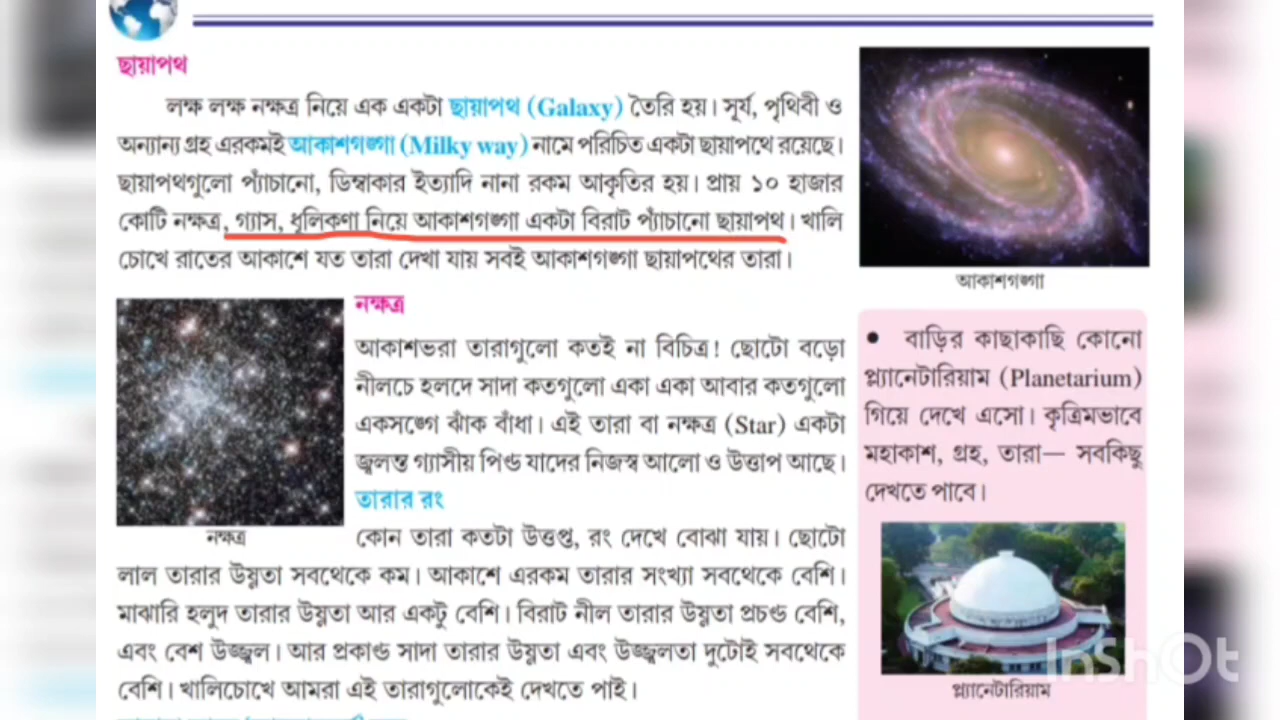 ছায়াপথ
লক্ষ লক্ষ নক্ষত্র নিয়ে এক একটা ছায়াপথ (Galaxy) তৈরি হয়। সূর্য, পৃথিবী ও
অন্যান্য গ্রহ এরকমই আকাশগঙ্গা (Milky way) নামে পরিচিত একটা ছায়াপথে রয়েছে।
ছায়াপথগুলো প্যাঁচানো, ডিম্বাকার ইত্যাদি নানা রকম আকৃতির হয়। প্রায় ১০ হাজার
কোটি নক্ষত্র, গ্যাস, ধূলিকণা নিয়ে আকাশগঙ্গা একটা বিরাট প্যাঁচানো ছায়াপথ। খালি
চোখে রাতের আকাশে যত তারা দেখা যায় সবই আকাশগঙ্গা ছায়াপথের তারা।
আকাশগঙ্গা
নক্ষত্র
আকাশভরা তারাগুলো কতই না বিচিত্র! ছোটো বড়ো
নীলচে হলদে সাদা কতগুলো একা একা আবার কতগুলো
একসঙ্গে ঝাঁক বাঁধা। এই তারা বা নক্ষত্র (Star) একটা
জ্বলন্ত গ্যাসীয় পিণ্ড যাদের নিজস্ব আলো ও উত্তাপ আছে।
তারার রং
নক্ষত্র
কোন তারা কতটা উত্তপ্ত, রং দেখে বোঝা যায়। ছোটো
লাল তারার উষ্ণতা সবথেকে কম। আকাশে এরকম তারার সংখ্যা সবথেকে বেশি।
মাঝারি হলুদ তারার উষ্ণতা আর একটু বেশি। বিরাট নীল তারার উষ্ণতা প্রচণ্ড বেশি,
এবং বেশ উজ্জ্বল। আর প্রকাণ্ড সাদা তারার উষ্ণতা এবং উজ্জ্বলতা দুটোই সবথেকে
বেশি। খালিচোখে আমরা এই তারাগুলোকেই দেখতে পাই।
• বাড়ির কাছাকাছি কোনো
প্ল্যানেটারিয়াম (Planetarium)
গিয়ে দেখে এসো। কৃত্রিমভাবে
মহাকাশ, গ্রহ, তারা— সবকিছু
দেখতে পাবে।
প্ল্যানেটারিয়াম
InShOt